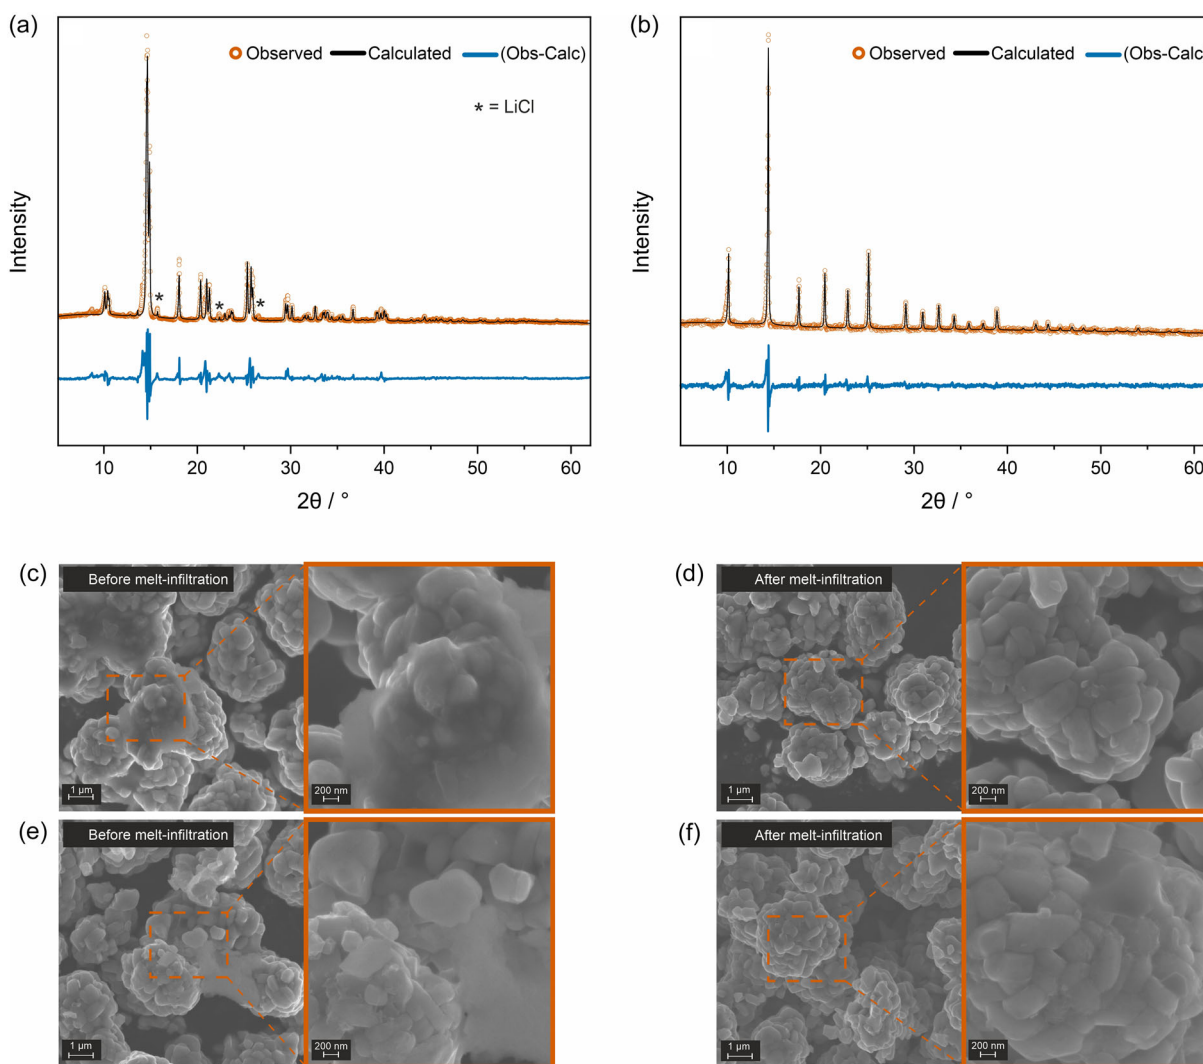 (a)
Observed Calculated (Obs-Calc)
* = LiCl
Intensity
*
*
*
10 20 30 40 50 60
2θ / °
(b)
Observed Calculated (Obs-Calc
Intensity
10 20 30 40 50 60
2θ / °
(c)
Before melt-infiltration
1 µm
200 nm
(d)
After melt-infiltration
1 µm
200 nm
(e)
Before melt-infiltration
1 µm
200 nm
(f)
After melt-infiltration
1 µm
200 nm